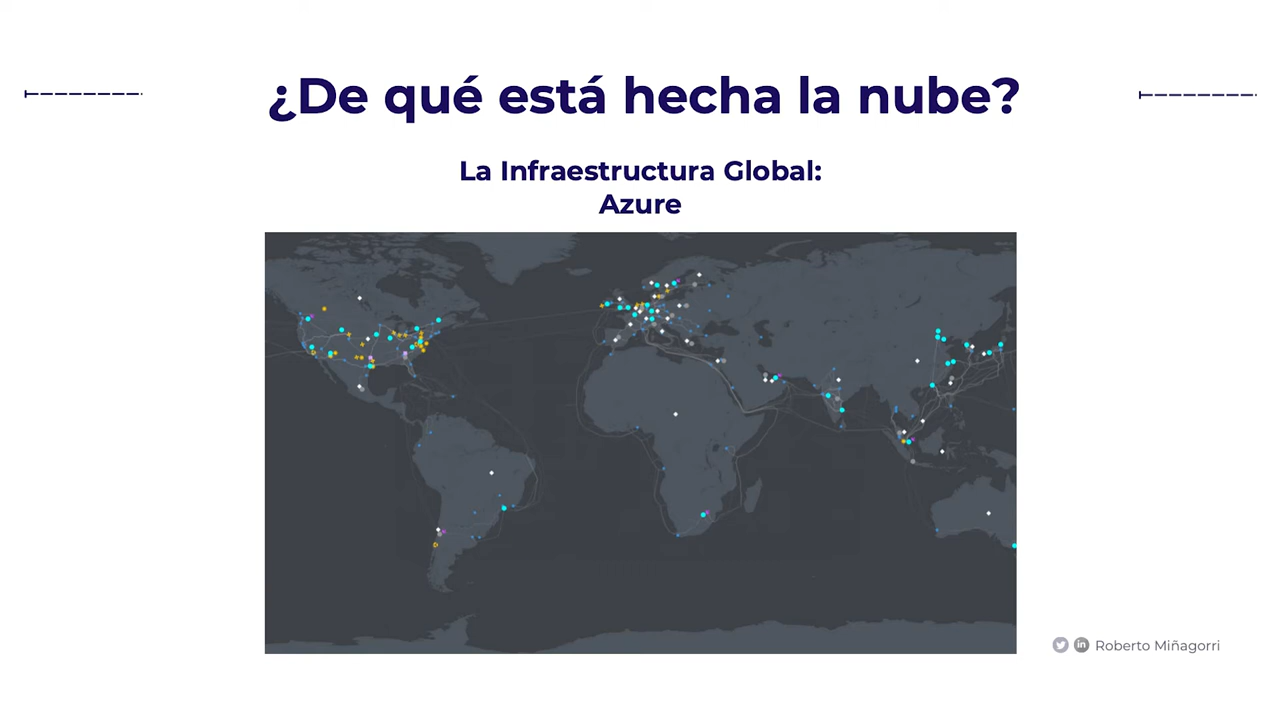 ¿De qué está hecha la nube?
La Infraestructura Global:
Azure
Roberto Miñagorri